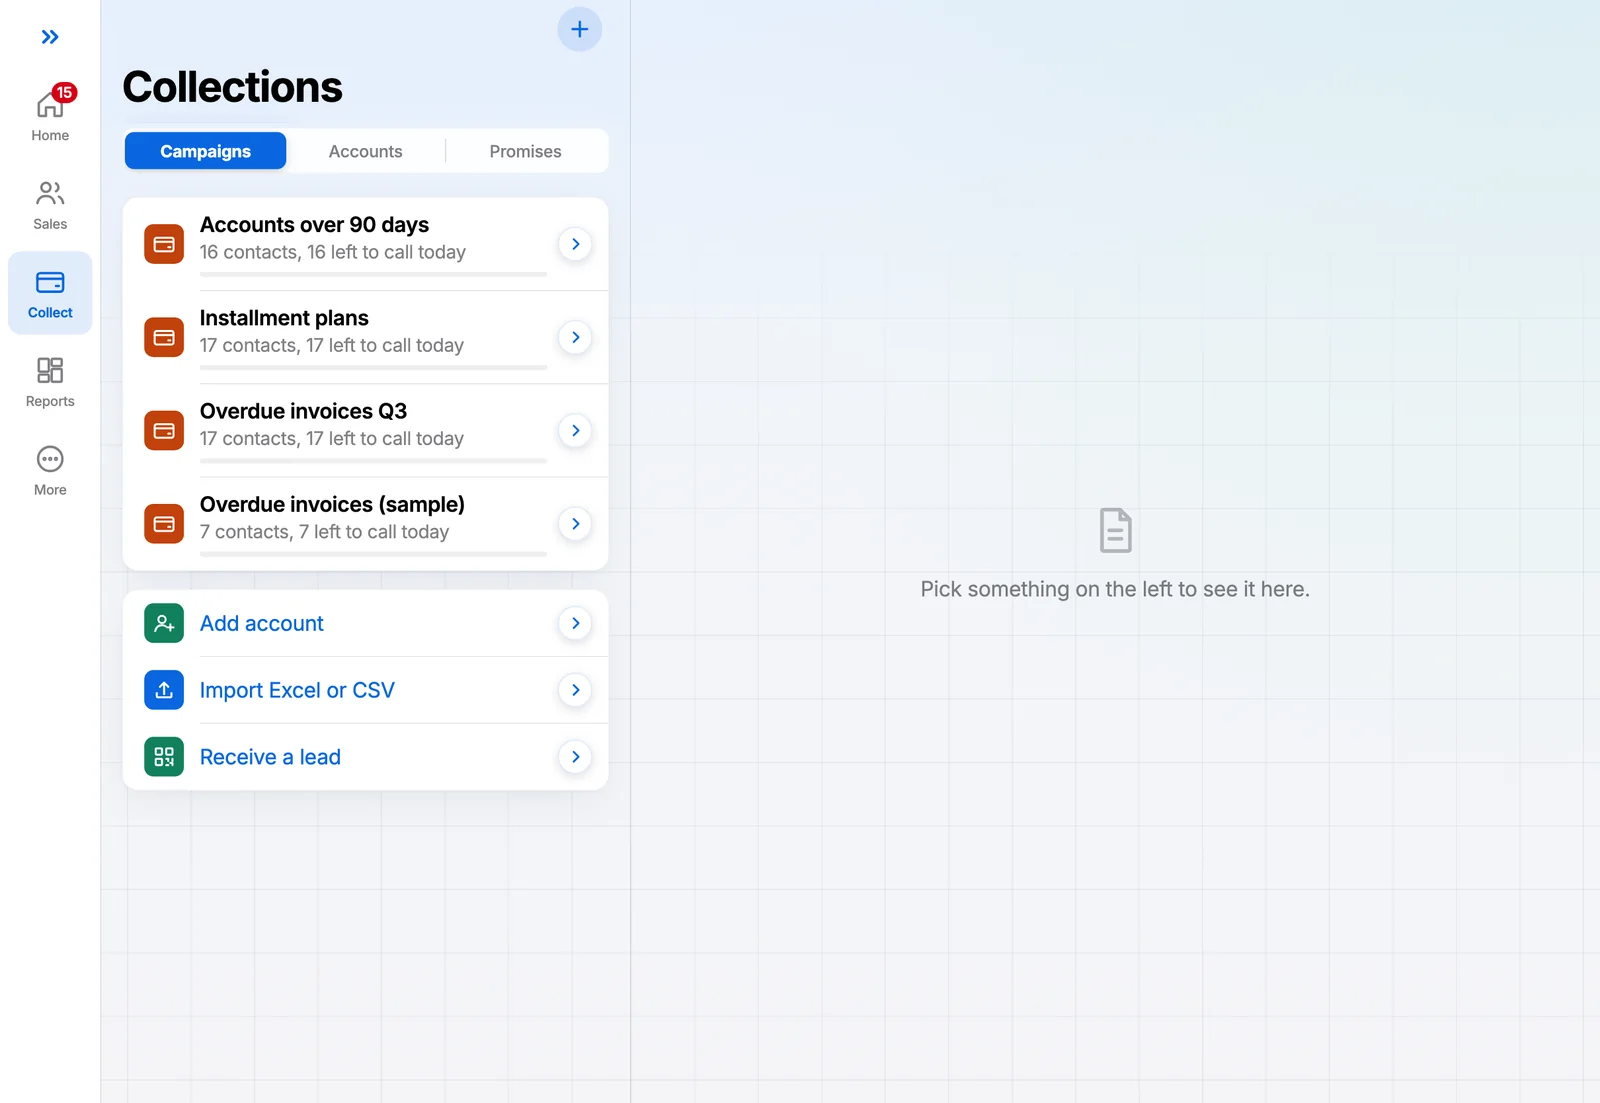 15
Home
Sales
Collect
Reports
More
Collections
Campaigns
Accounts
Promises
Accounts over 90 days
16 contacts, 16 left to call today
Installment plans
17 contacts, 17 left to call today
Overdue invoices Q3
17 contacts, 17 left to call today
Overdue invoices (sample)
7 contacts, 7 left to call today
Add account
Import Excel or CSV
Receive a lead
Pick something on the left to see it here.